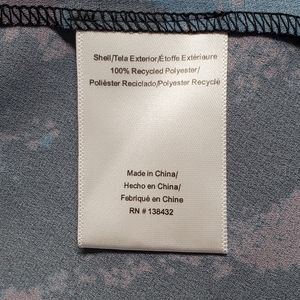 Shell/Tela Exterior/Étoffe Extérieure
100% Recycled Polyester/
Poliéster Reciclado/Polyester Recyclé
Made in China/
Hecho en China/
Fabriqué en Chine
RN # 138432